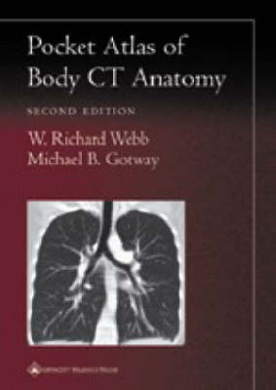 Pocket Atlas of
Body CT Anatomy
SECOND EDITION
W. Richard Webb
Michael B. Gotway